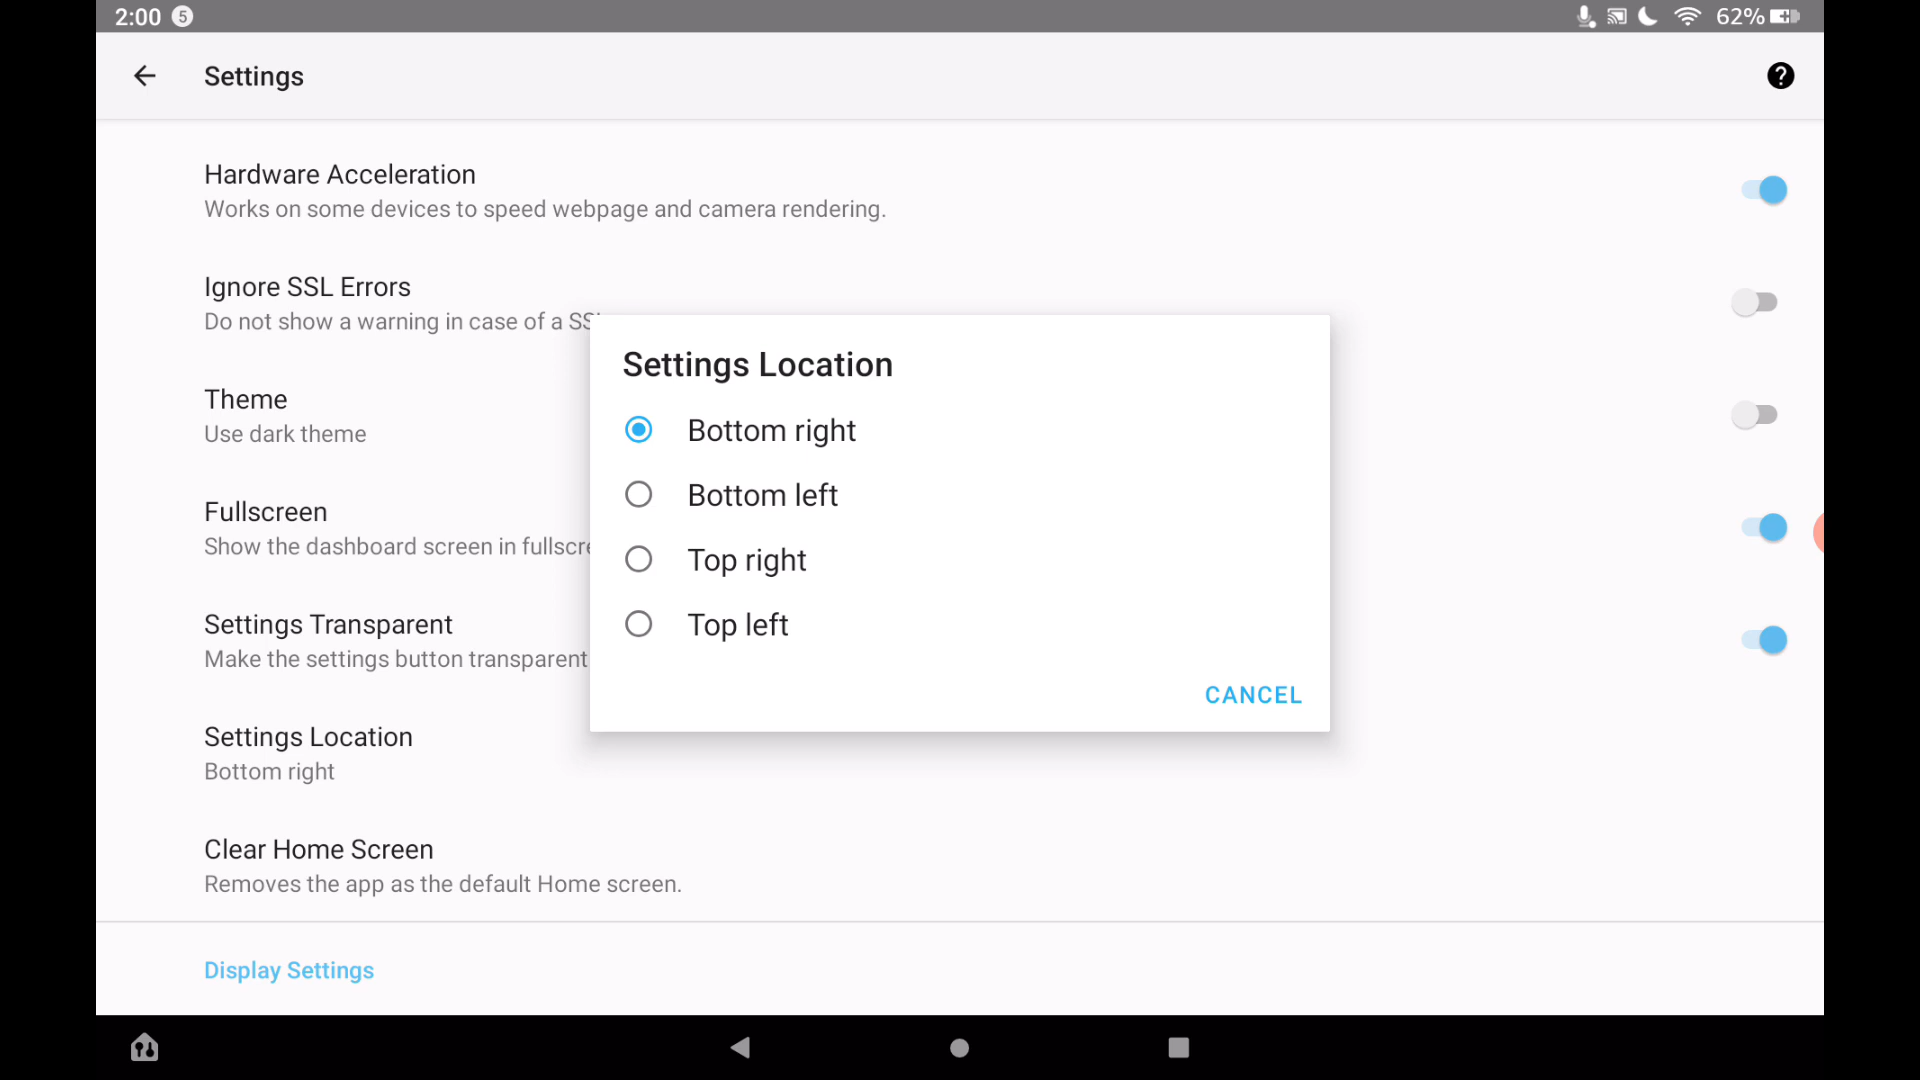 2:00 5
62%
Settings
?
Hardware Acceleration
Works on some devices to speed webpage and camera rendering.
Ignore SSL Errors
Do not show a warning in case of a
Theme
Use dark theme
Fullscreen
Show the dashboard screen in
Settings Transparent
Make the settings button transparent
Settings Location
Bottom right
Clear Home Screen
Removes the app as the default Home screen.
Display Settings
Settings Location
Bottom right
Bottom left
Top right
Top left
CANCEL